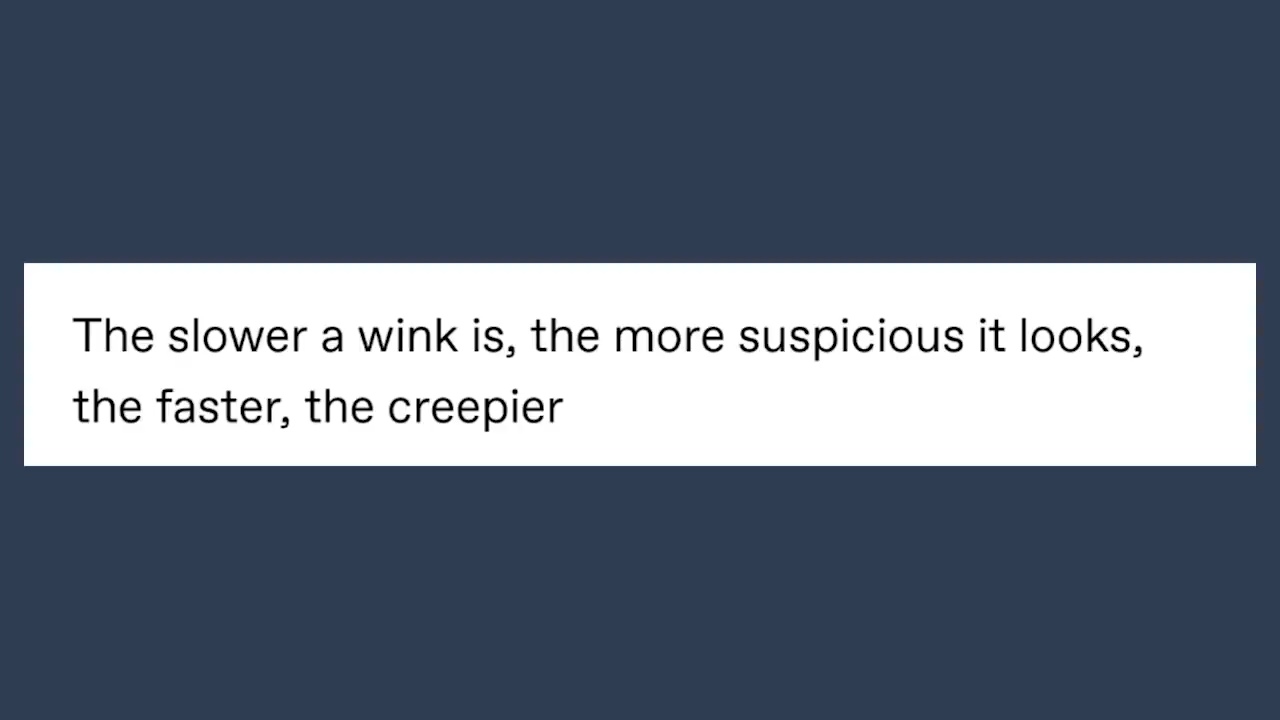 The slower a wink is, the more suspicious it looks,
the faster, the creepier